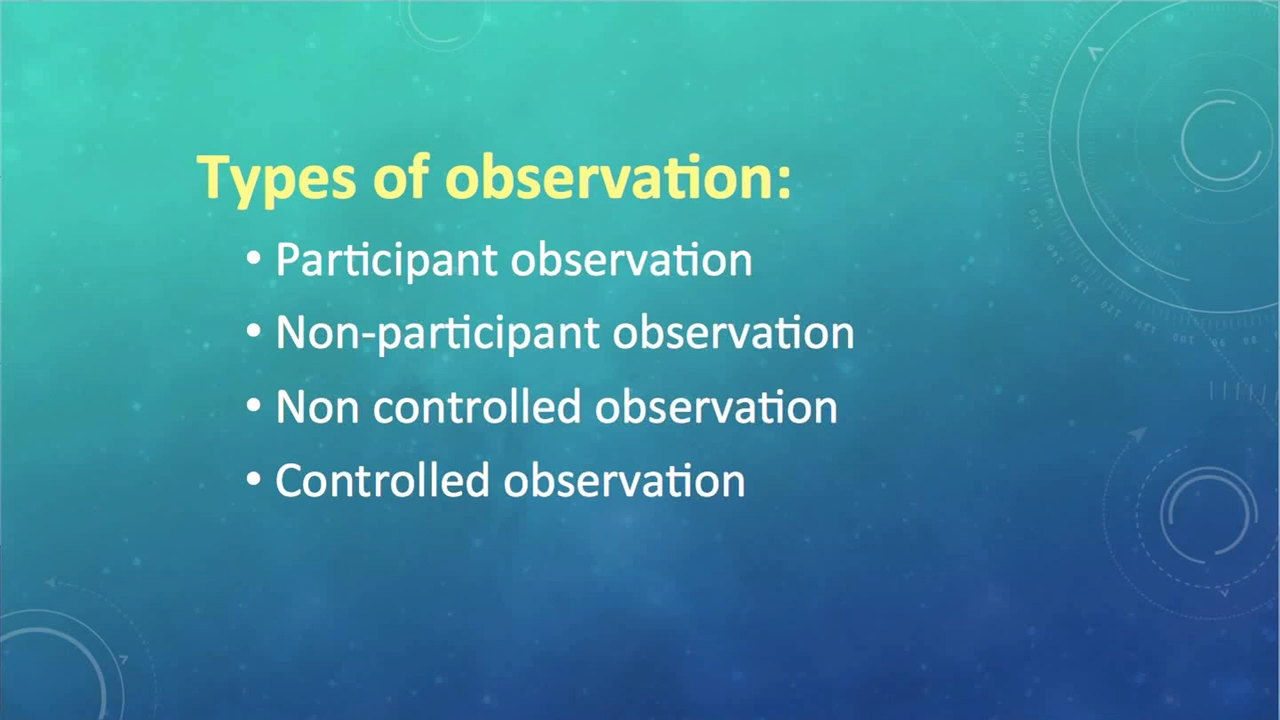 Types of observation:
• Participant observation
• Non-participant observation
• Non controlled observation
• Controlled observation